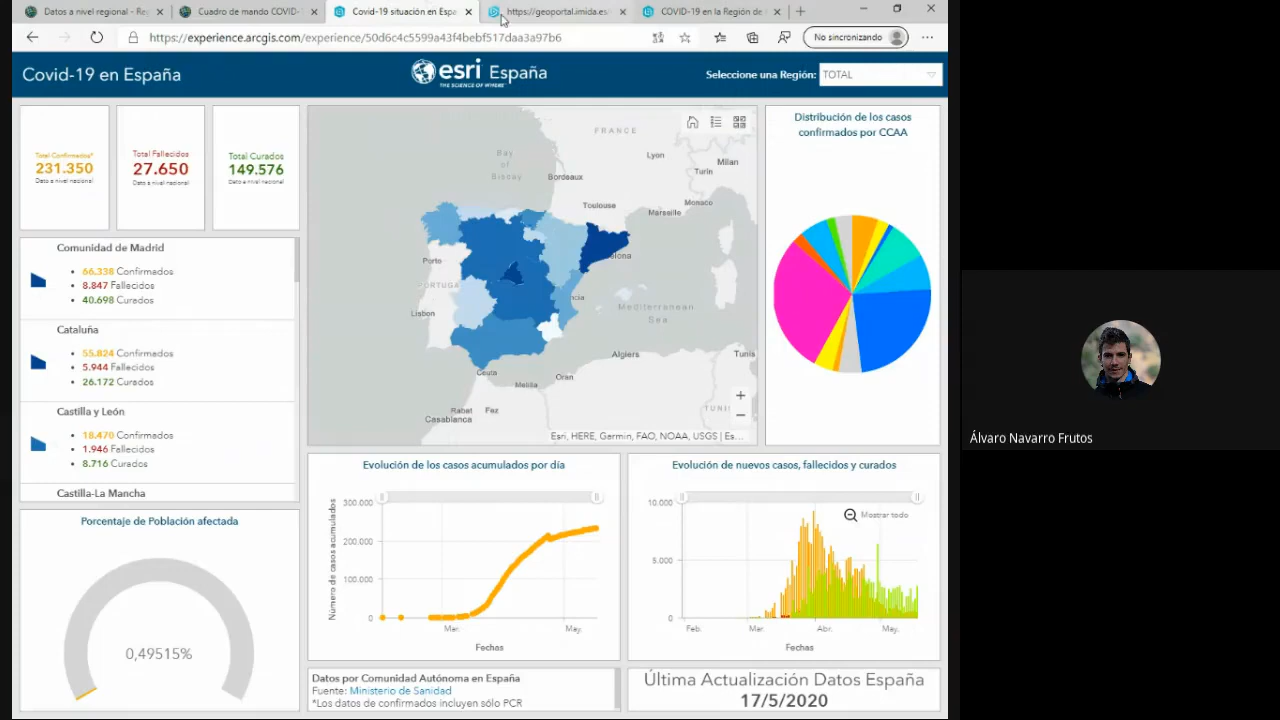 Datos a nivel regional - Re
Cuadro de mando COVID-
Covid-19 situación en Espa
https://geoportal.imida.es
COVID-19 en la Región de
https://experience.arcgis.com/experience/50d6c4c5599a43f4bebf517daa3a97b6
No sincronizando
Covid-19 en España
esri España
THE SCIENCE OF WHERE
Seleccione una Región:
TOTAL
Total Confirmados*
231.350
Dato a nivel nacional
Total Fallecidos
27.650
Dato a nivel nacional
Total Curados
149.576
Dato a nivel nacional
Comunidad de Madrid
66.338 Confirmados
8.847 Fallecidos
40.698 Curados
Cataluña
55.824 Confirmados
5.944 Fallecidos
26.172 Curados
Castilla y León
18.470 Confirmados
1.946 Fallecidos
8.716 Curados
Castilla-La Mancha
Porcentaje de Población afectada
0,49515%
FRANCE
Bay
of
Biscay
Lyon
Milan
Turin
Bordeaux
Monaco
Toulouse
Marseille
Porto
elona
PORTUGAL
ncia
Mediterranean
Sea
Lisbon
Algiers
Tunis
Ceuta
Oran
Melilla
Rabat
Fez
Casablanca
TUNI
Esri, HERE, Garmin, FAO, NOAA, USGS | Es...
Distribución de los casos
confirmados por CCAA
Evolución de los casos acumulados por día
Número de casos acumulados
300.000
200.000
100.000
0
Mar.
May.
Fechas
Evolución de nuevos casos, fallecidos y curados
Mostrar todo
10.000
5.000
0
Feb.
Mar.
Abr.
May.
Fechas
Datos por Comunidad Autónoma en España
Fuente: Ministerio de Sanidad
*Los datos de confirmados incluyen sólo PCR
Última Actualización Datos España
17/5/2020
Álvaro Navarro Frutos